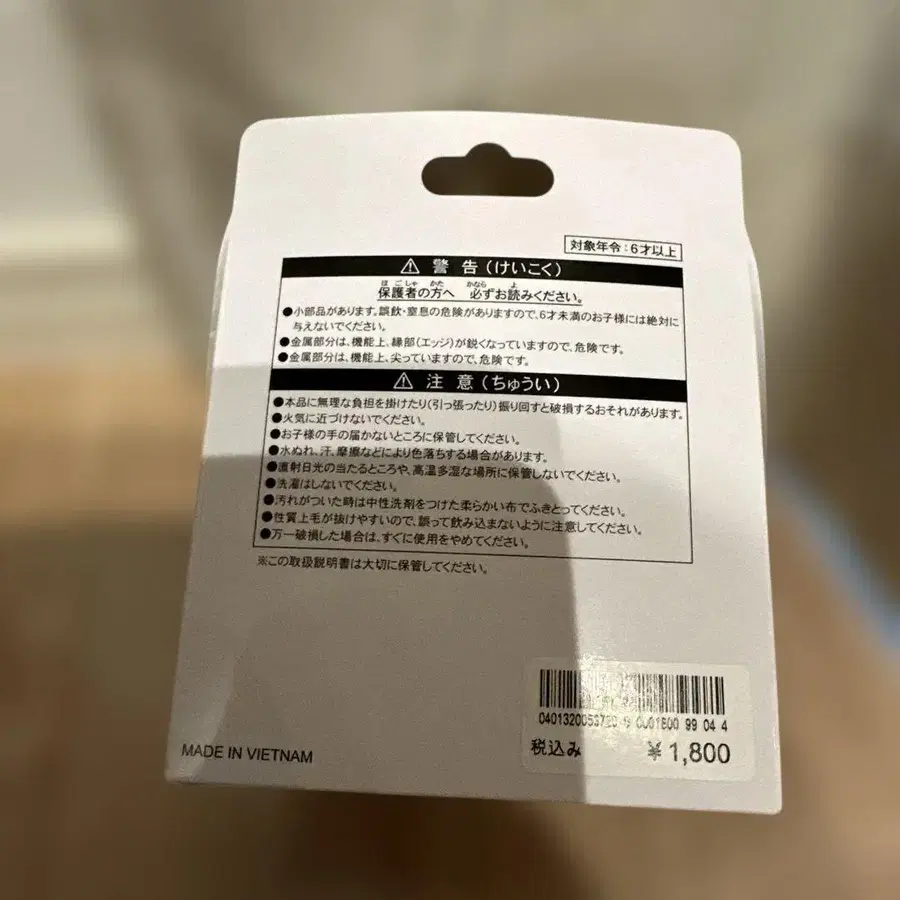 対象年令:6才以上
⚠ 警告(けいこく)
保護者の方へ 必ずお読みください。
●小部品があります。誤飲・窒息の危険がありますので、6才未満のお子様には絶対に
与えないでください。
●金属部分は、機能上、縁部(エッジ)が鋭くなっていますので、危険です。
●金属部分は、機能上、尖っていますので、危険です。
⚠ 注意(ちゅうい)
●本品に無理な負担を掛けたり(引っ張ったり)振り回すと破損するおそれがあります。
●火気に近づけないでください。
●お子様の手の届かないところに保管してください。
●水ぬれ、汗、摩擦などにより色落ちする場合があります。
●直射日光の当たるところや、高温多湿な場所に保管しないでください。
●洗濯はしないでください。
●汚れがついた時は中性洗剤をつけた柔らかい布でふきとってください。
●性質上毛が抜けやすいので、誤って飲み込まないように注意してください。
●万一破損した場合は、すぐに使用をやめてください。
※この取扱説明書は大切に保管してください。
MADE IN VIETNAM
99 04 4
税込み ¥1,800